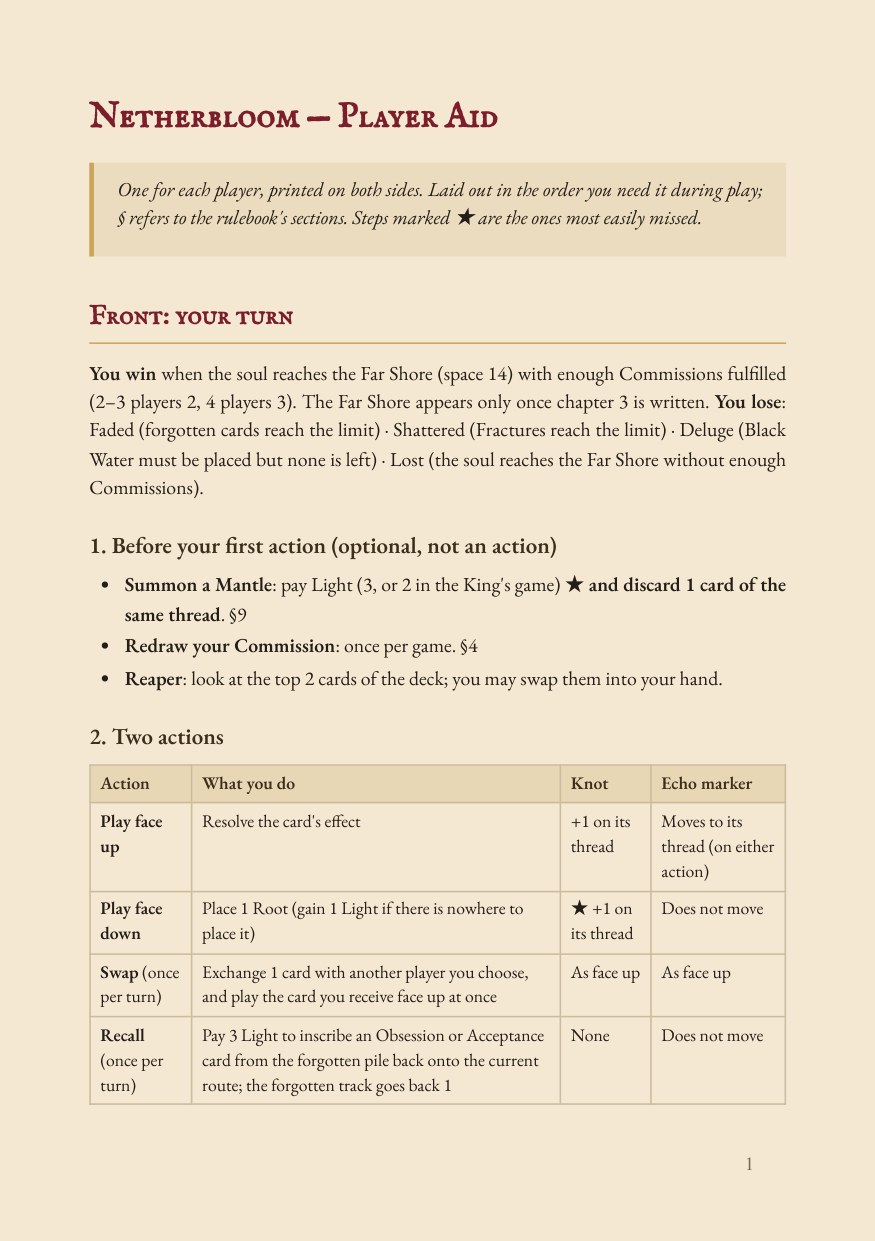 Netherbloom — Player Aid
One for each player, printed on both sides. Laid out in the order you need it during play;
§ refers to the rulebook's sections. Steps marked ★ are the ones most easily missed.
Front: your turn
You win when the soul reaches the Far Shore (space 14) with enough Commissions fulfilled
(2–3 players 2, 4 players 3). The Far Shore appears only once chapter 3 is written. You lose:
Faded (forgotten cards reach the limit) · Shattered (Fractures reach the limit) · Deluge (Black
Water must be placed but none is left) · Lost (the soul reaches the Far Shore without enough
Commissions).
1. Before your first action (optional, not an action)
• Summon a Mantle: pay Light (3, or 2 in the King's game) ★ and discard 1 card of the
same thread. §9
• Redraw your Commission: once per game. §4
• Reaper: look at the top 2 cards of the deck; you may swap them into your hand.
2. Two actions
Action What you do Knot Echo marker
Play face Resolve the card's effect +1 on its Moves to its
up thread thread (on either
action)
Play face Place 1 Root (gain 1 Light if there is nowhere to ★ +1 on Does not move
down place it) its thread
Swap (once Exchange 1 card with another player you choose, As face up As face up
per turn) and play the card you receive face up at once
Recall Pay 3 Light to inscribe an Obsession or Acceptance None Does not move
(once per card from the forgotten pile back onto the current
turn) route; the forgotten track goes back 1
1